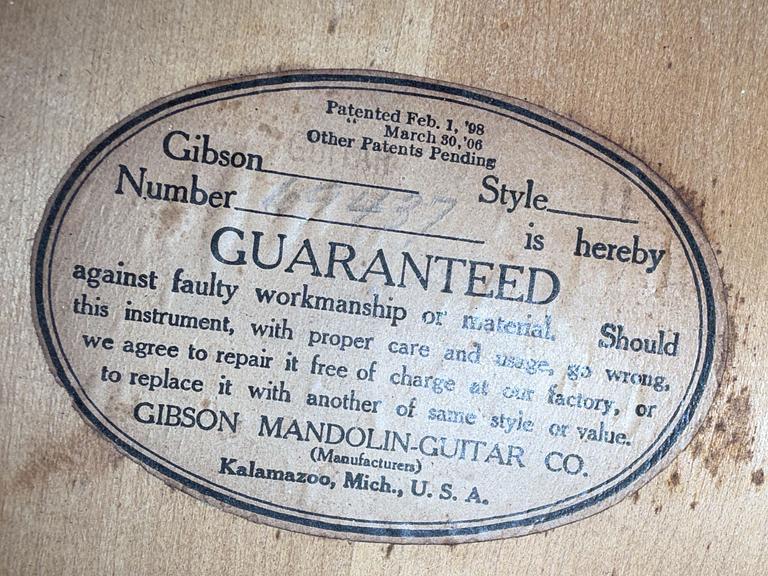 Patented Feb. 1, '98
" March 30, '06
Other Patents Pending
Gibson Style
Number 69437 is hereby
GUARANTEED
against faulty workmanship or material. Should
this instrument, with proper care and usage, go wrong,
we agree to repair it free of charge at our factory, or
to replace it with another of same style or value.
GIBSON MANDOLIN-GUITAR CO.
(Manufacturers)
Kalamazoo, Mich., U. S. A.